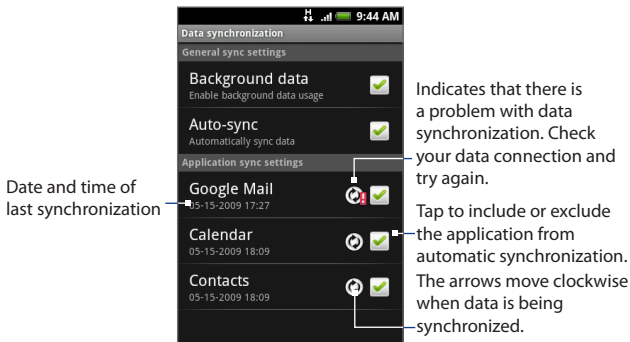 H
9:44 AM
Data synchronization
General sync settings
Background data
Enable background data usage
Auto-sync
Automatically sync data
Application sync settings
Google Mail
05-15-2009 17:27
Calendar
05-15-2009 18:09
Contacts
05-15-2009 18:09
Date and time of
last synchronization
Indicates that there is
a problem with data
synchronization. Check
your data connection and
try again.
Tap to include or exclude
the application from
automatic synchronization.
The arrows move clockwise
when data is being
synchronized.